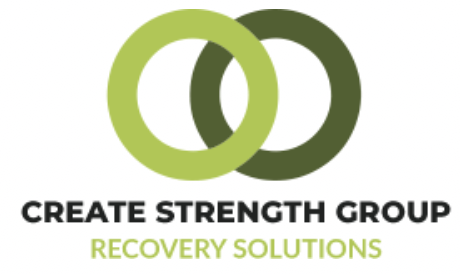 CREATE STRENGTH GROUP
RECOVERY SOLUTIONS